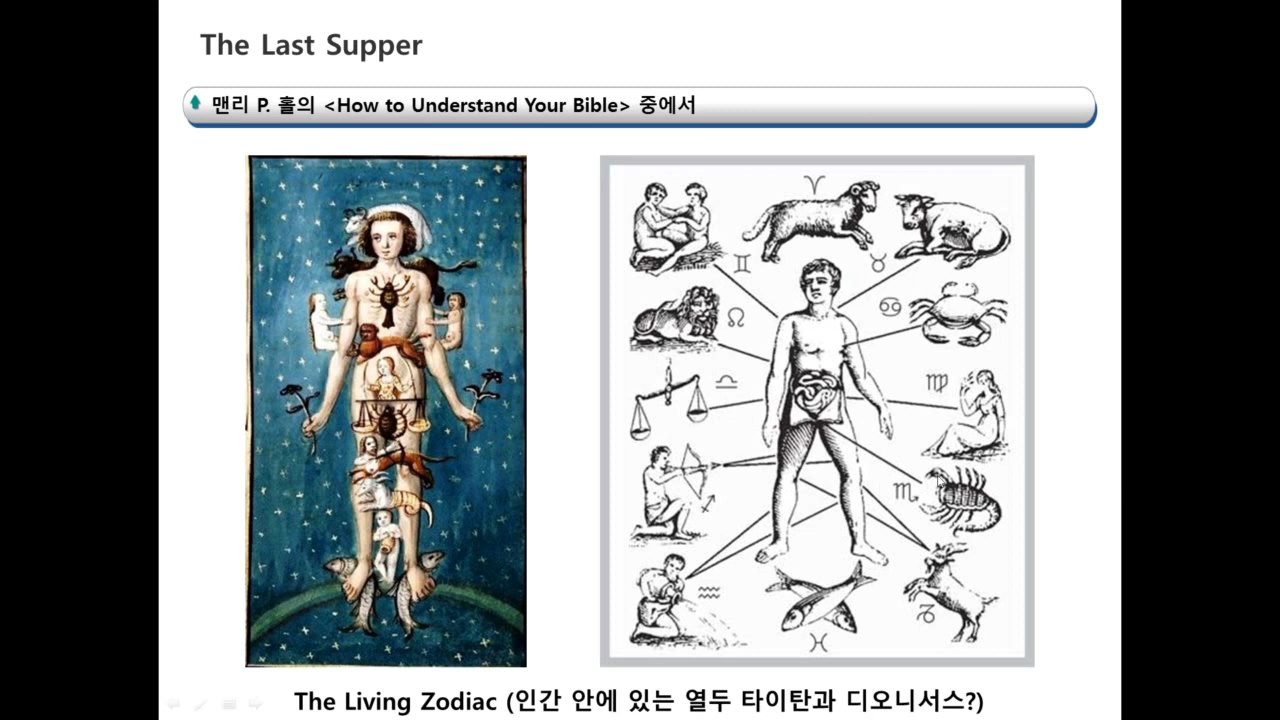 The Last Supper
맨리 P. 홀의 <How to Understand Your Bible> 중에서
♈
♊ ♉
♌ ♋
♎ ♍
♐ ♏
♒ ♑
♓
The Living Zodiac (인간 안에 있는 열두 타이탄과 디오니서스?)